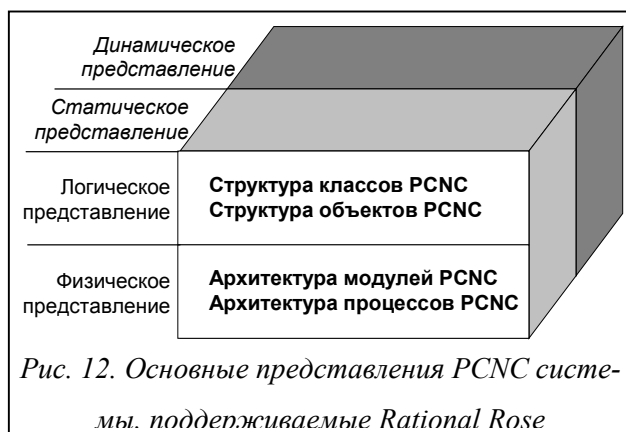 Динамическое
представление
Статическое
представление
Логическое
представление
Структура классов PCNC
Структура объектов PCNC
Физическое
представление
Архитектура модулей PCNC
Архитектура процессов PCNC
Рис. 12. Основные представления PCNC систе-
мы, поддерживаемые Rational Rose